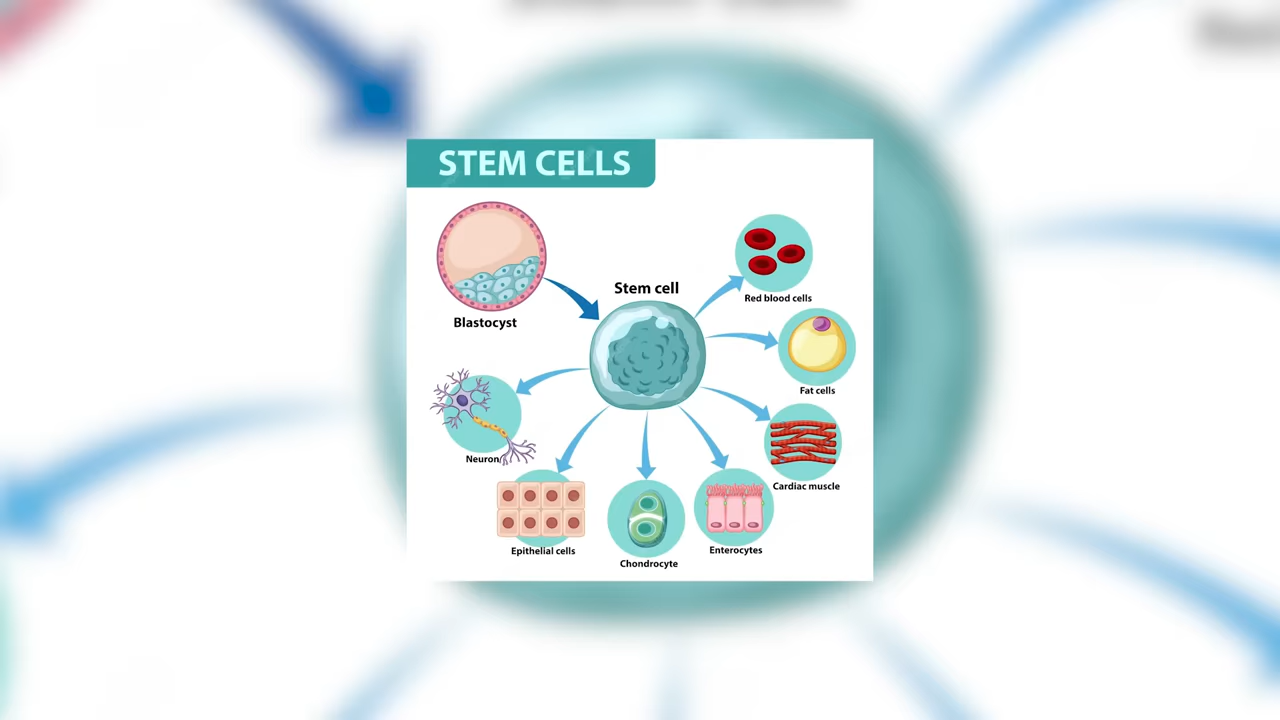 STEM CELLS
Stem cell
Blastocyst
Red blood cells
Fat cells
Cardiac muscle
Neuron
Epithelial cells
Chondrocyte
Enterocytes